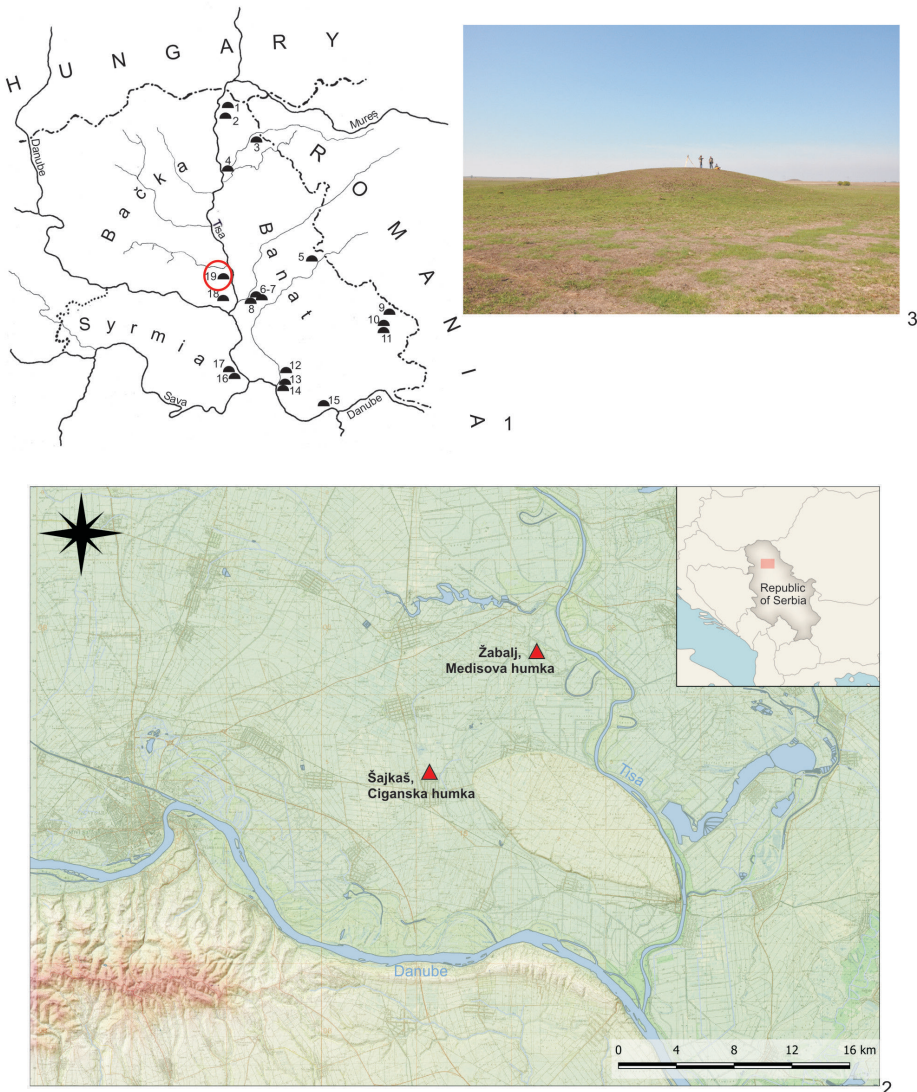 HUNGARY
ROMANIA
Danube
Mureș
Bačka
Tisa
Banat
Syrmia
Sava
Danube
1
2
3
4
5
6-7
8
9
10
11
12
13
14
15
16
17
18
19
1
3
Republic
of Serbia
Žabalj,
Medisova humka
Šajkaš,
Ciganska humka
Tisa
Danube
0 4 8 12 16 km
2